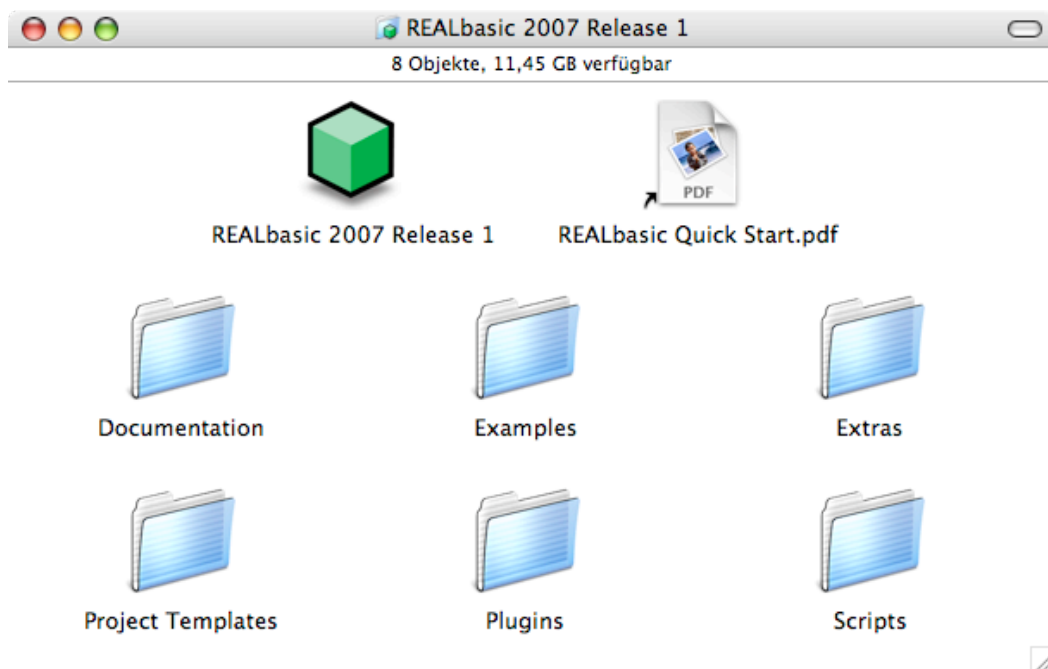 REALbasic 2007 Release 1
8 Objekte, 11,45 GB verfügbar
PDF
REALbasic 2007 Release 1
REALbasic Quick Start.pdf
Documentation
Examples
Extras
Project Templates
Plugins
Scripts